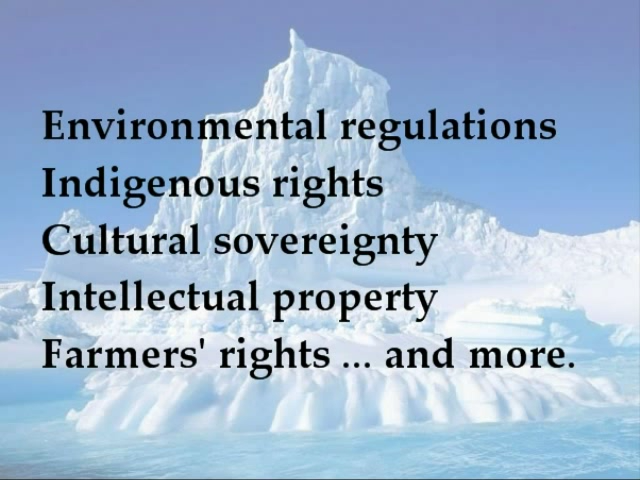 Environmental regulations
Indigenous rights
Cultural sovereignty
Intellectual property
Farmers' rights ... and more.